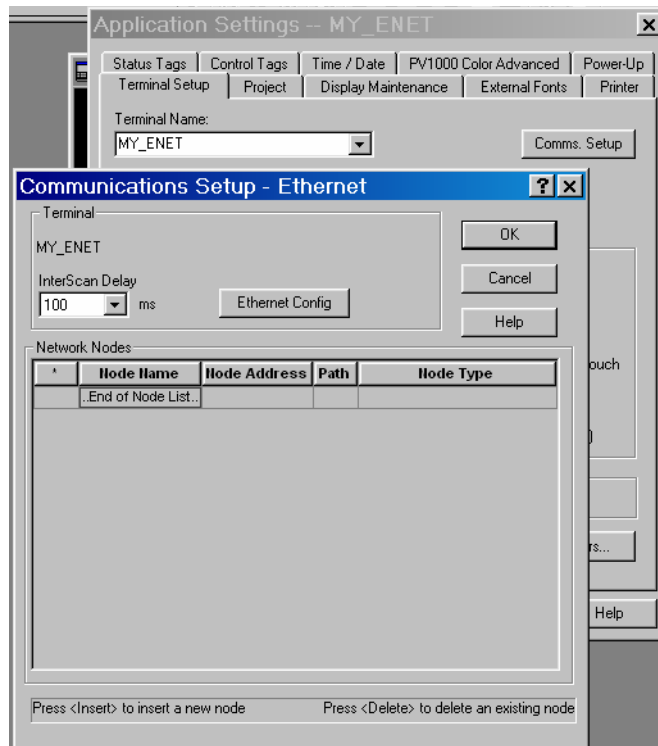 Application Settings -- MY_ENET
Status Tags Control Tags Time / Date PV1000 Color Advanced Power-Up
Terminal Setup Project Display Maintenance External Fonts Printer
Terminal Name:
MY_ENET
Comms. Setup
Communications Setup - Ethernet
Terminal
MY_ENET
OK
InterScan Delay
Cancel
100 ms
Ethernet Config
Help
Network Nodes
* Node Name Node Address Path Node Type
..End of Node List..
ouch
rs...
Help
Press <Insert> to insert a new node
Press <Delete> to delete an existing node